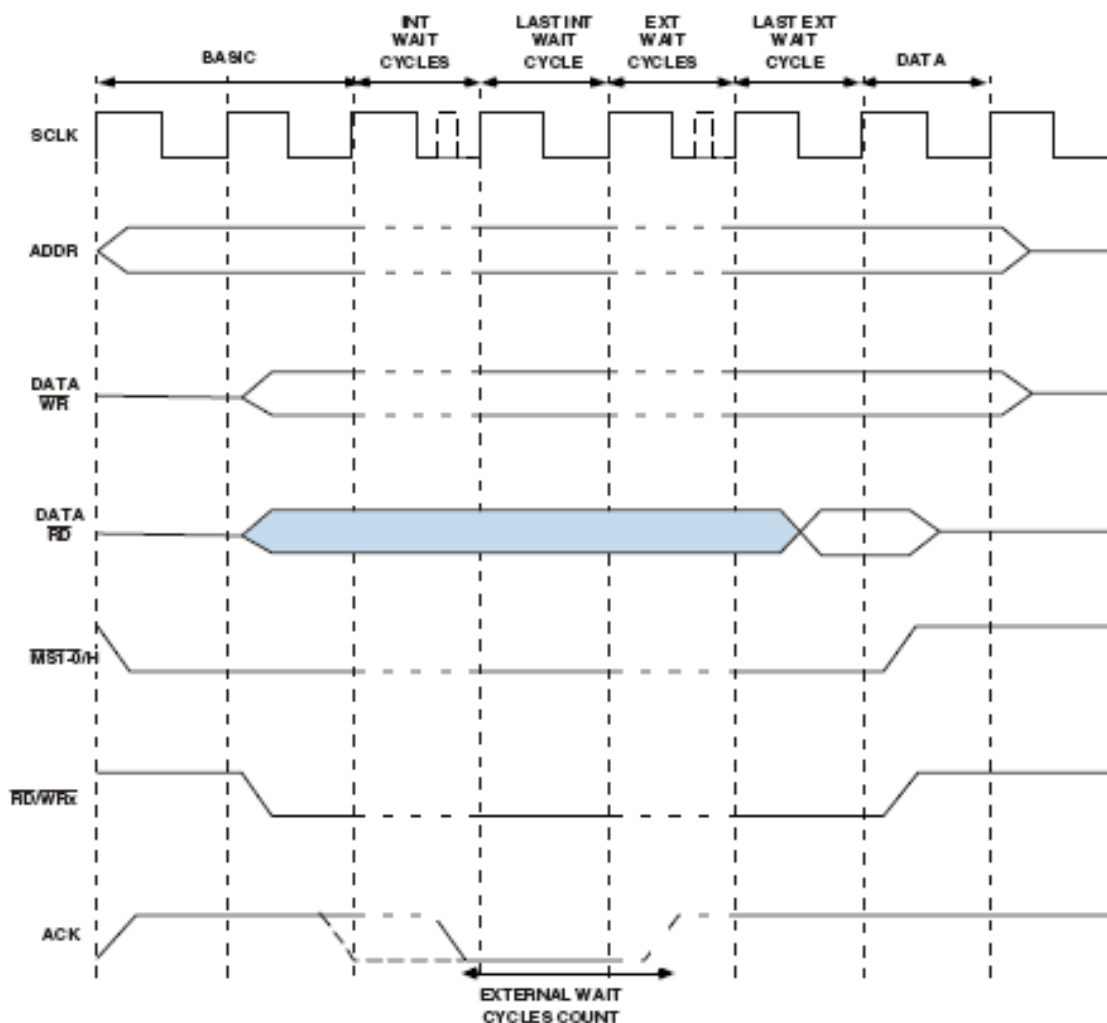 BASIC
INT
WAIT
CYCLES
LAST INT
WAIT
CYCLE
EXT
WAIT
CYCLES
LAST EXT
WAIT
CYCLE
DATA
SCLK
ADDR
DATA
WR
DATA
RD
MS1-0/H
RD/WRx
ACK
EXTERNAL WAIT
CYCLES COUNT